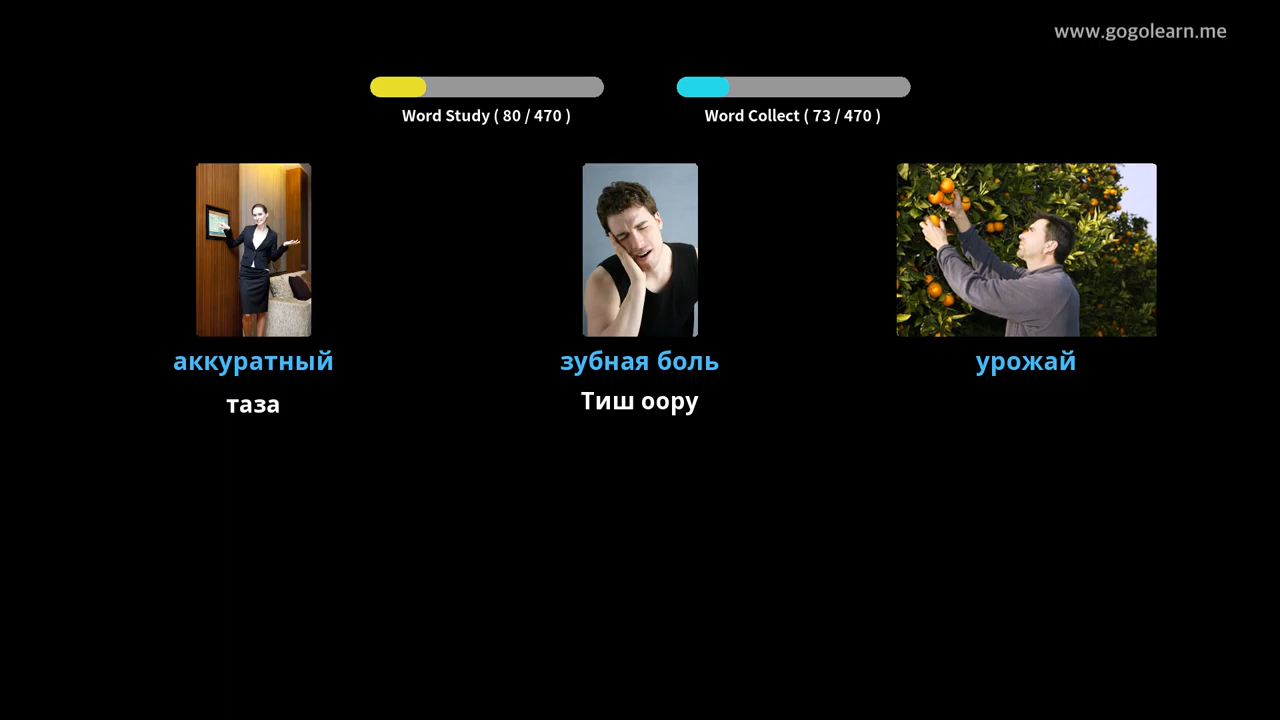 www.gogolearn.me
Word Study ( 80 / 470 )
Word Collect ( 73 / 470 )
аккуратный
зубная боль
урожай
таза
Тиш оору